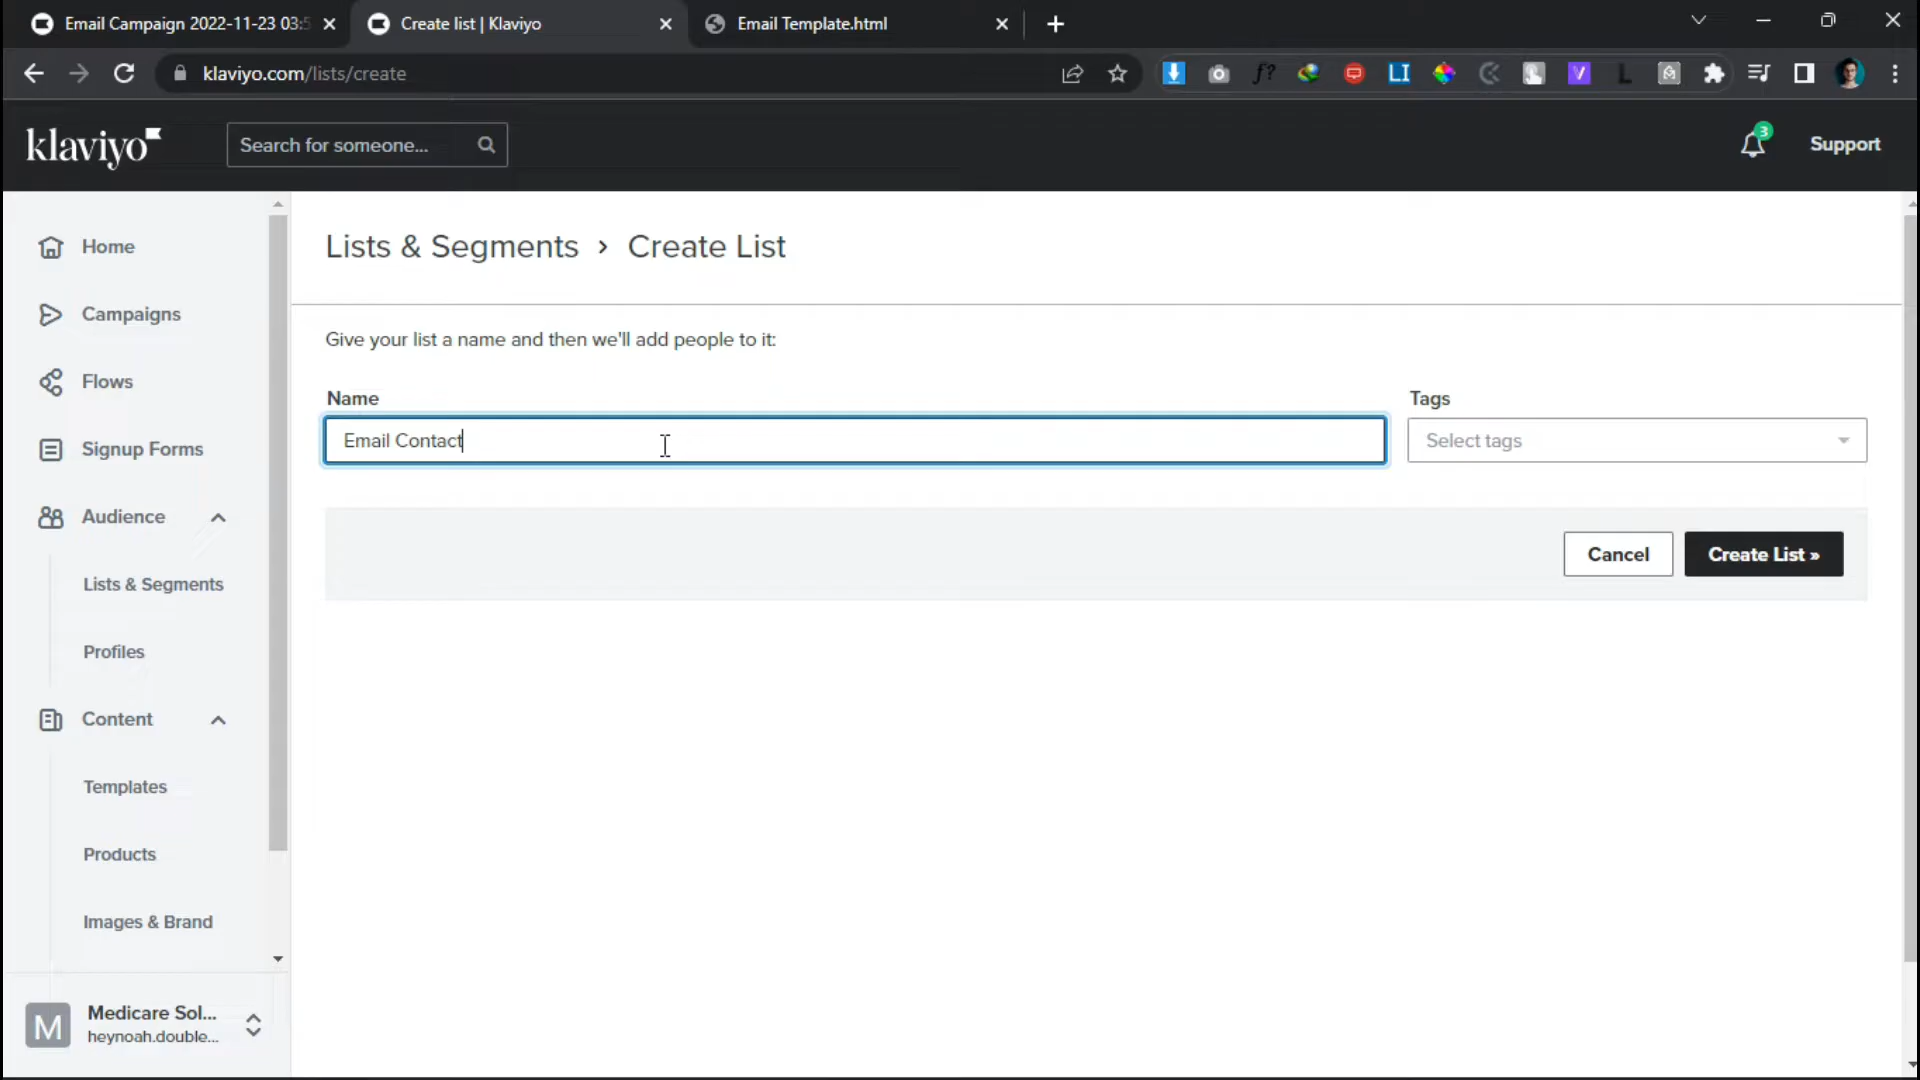 Email Campaign 2022-11-23 03:5
Create list | Klaviyo
Email Template.html
klaviyo.com/lists/create
klaviyo
Search for someone...
3
Support
Home
Campaigns
Flows
Signup Forms
Audience
Lists & Segments
Profiles
Content
Templates
Products
Images & Brand
M
Medicare Sol...
heynoah.double...
Lists & Segments › Create List
Give your list a name and then we'll add people to it:
Name
Tags
Email Contact
Select tags
Cancel
Create List »